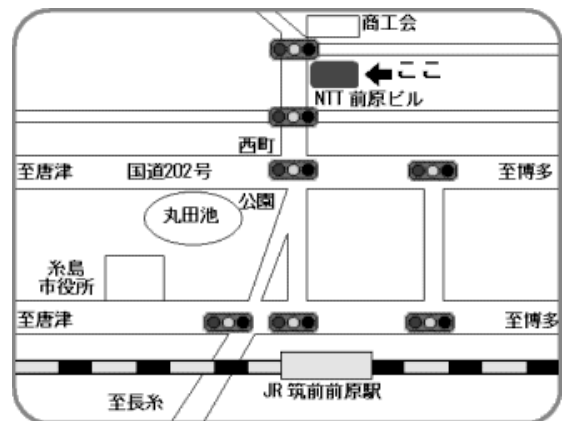 商工会
ここ
NTT 前原ビル
西町
至唐津
国道202号
至博多
公園
丸田池
糸島
市役所
至唐津
至博多
JR 筑前前原駅
至長糸